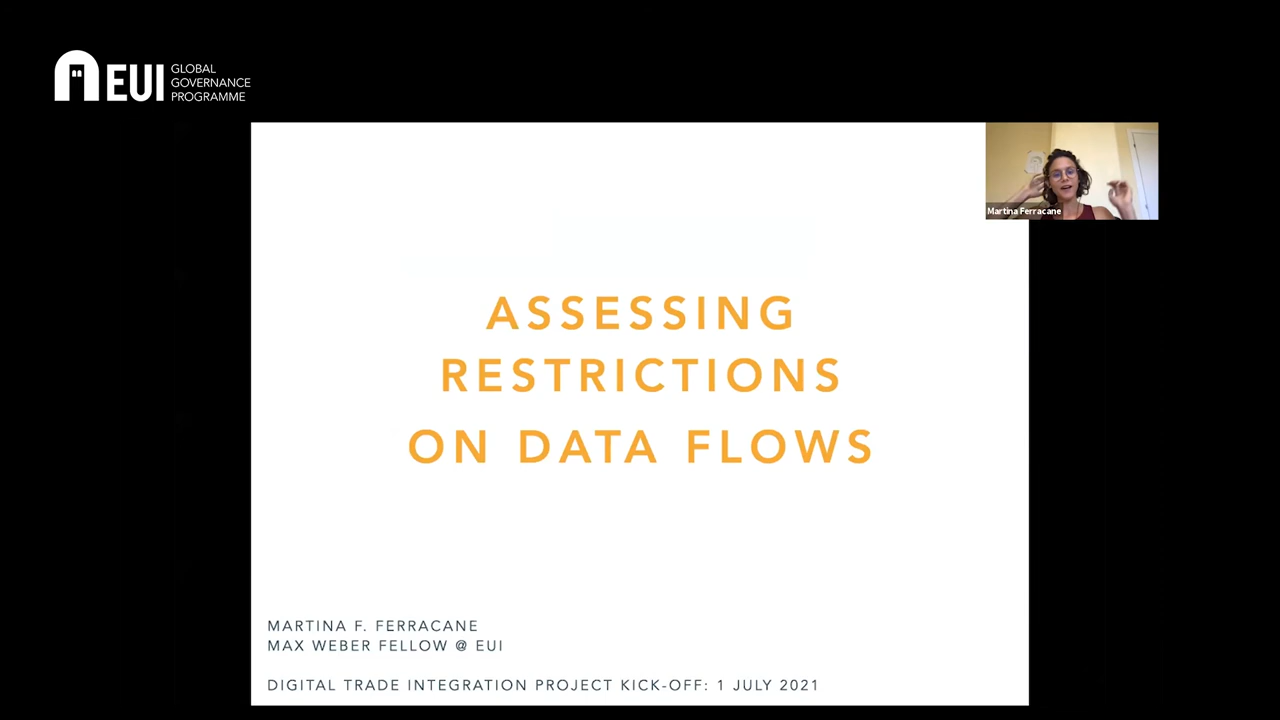 EUI
GLOBAL
GOVERNANCE
PROGRAMME
Martina Ferracane
ASSESSING
RESTRICTIONS
ON DATA FLOWS
MARTINA F. FERRACANE
MAX WEBER FELLOW @ EUI
DIGITAL TRADE INTEGRATION PROJECT KICK-OFF: 1 JULY 2021